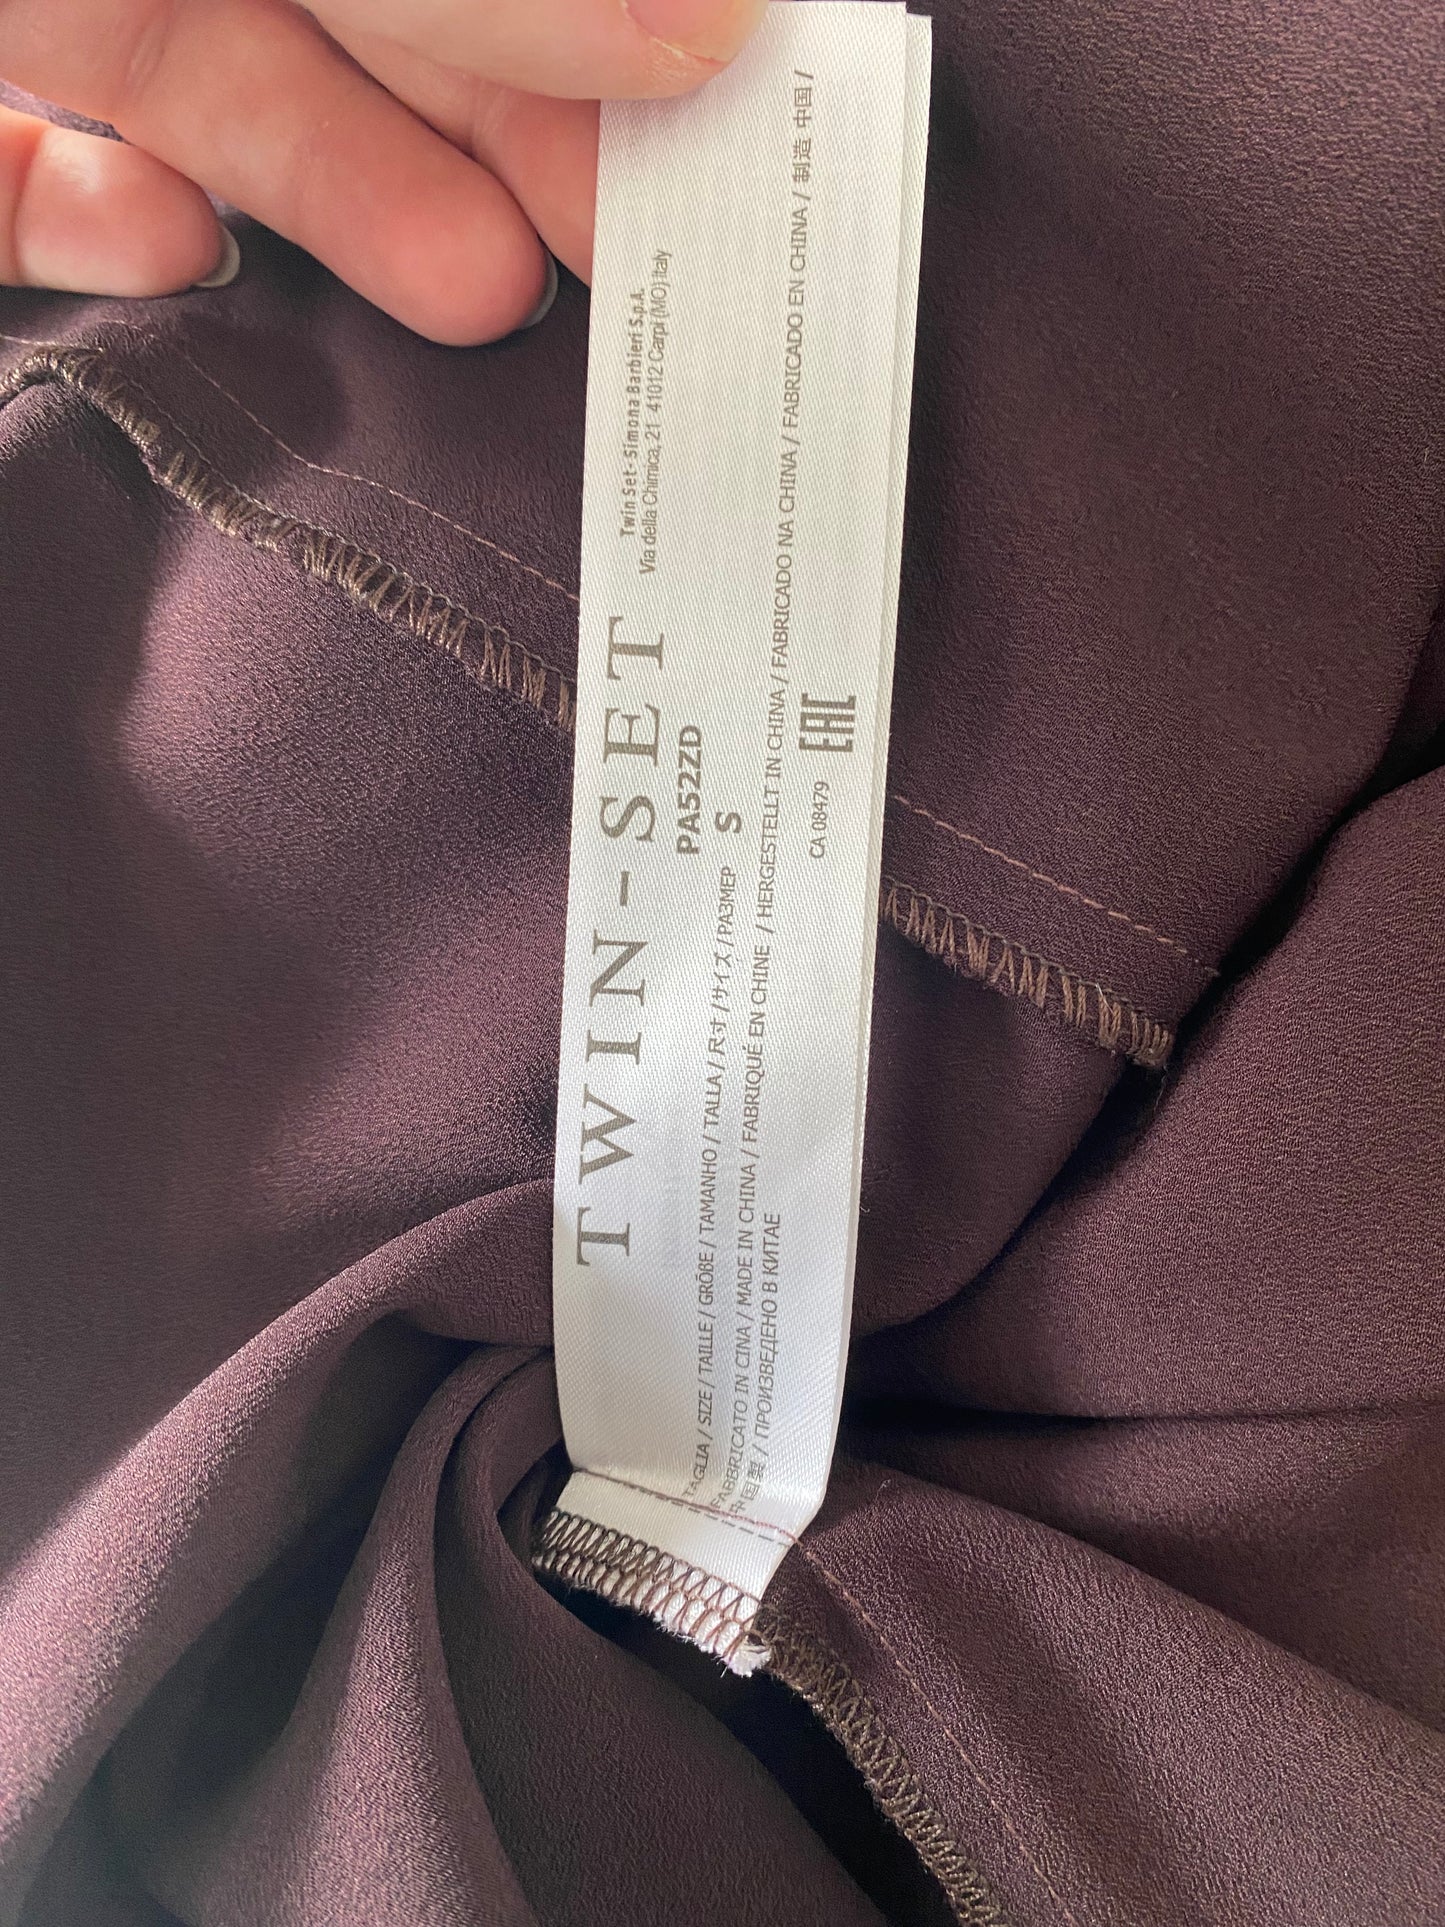 TWIN-SET
Twin Set - Simona Barbieri S.p.A.
Via della Chimica, 21 41012 Carpi (MO) Italy
PA52ZD
TAGLIA / SIZE / TAILLE / GRÖßE / TAMANHO / TALLA / 尺寸 / サイズ / РАЗМЕР S
FABBRICATO IN CINA / MADE IN CHINA / FABRIQUÉ EN CHINE / HERGESTELLT IN CHINA / FABRICADO NA CHINA / FABRICADO EN CHINA / 制造 中国 /
中国製 / ПРОИЗВЕДЕНО В КИТАЕ
CA 08479 EAC